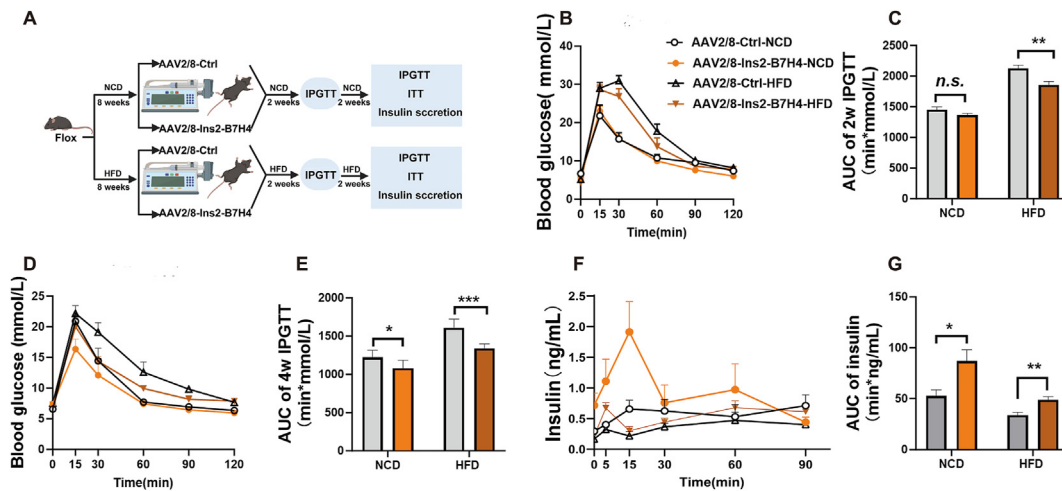 A
NCD
8 weeks
AAV2/8-Ctrl
AAV2/8-Ins2-B7H4
NCD
2 weeks
IPGTT
NCD
2 weeks
IPGTT
ITT
Insulin sccretion
Flox
HFD
8 weeks
AAV2/8-Ctrl
AAV2/8-Ins2-B7H4
HFD
2 weeks
IPGTT
HFD
2 weeks
IPGTT
ITT
Insulin sccretion
B
Blood glucose( mmol/L)
40
30
20
10
0
0 15 30 60 90 120
Time(min)
AAV2/8-Ctrl-NCD
AAV2/8-Ins2-B7H4-NCD
AAV2/8-Ctrl-HFD
AAV2/8-Ins2-B7H4-HFD
C
AUC of 2w IPGTT
(min*mmol/L)
2500
2000
1500
1000
500
0
n.s.
**
NCD HFD
D
Blood glucose (mmol/L)
25
20
15
10
5
0
0 15 30 60 90 120
Time(min)
E
AUC of 4w IPGTT
(min*mmol/L)
2000
1500
1000
500
0
*
***
NCD HFD
F
Insulin (ng/mL)
2.5
2.0
1.5
1.0
0.5
0.0
0 5 15 30 60 90
Time(min)
G
AUC of insulin
(min*ng/mL)
150
100
50
0
*
**
NCD HFD